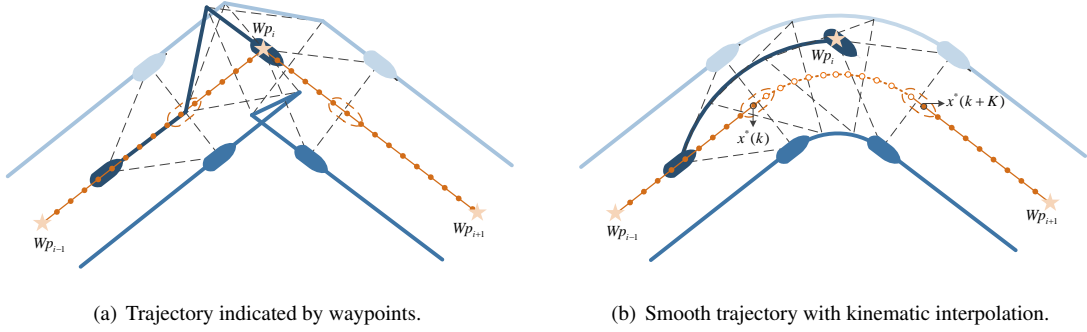 Wp_i
Wp_{i-1}
Wp_{i+1}
(a) Trajectory indicated by waypoints.
Wp_i
x^*(k+K)
x^*(k)
Wp_{i-1}
Wp_{i+1}
(b) Smooth trajectory with kinematic interpolation.